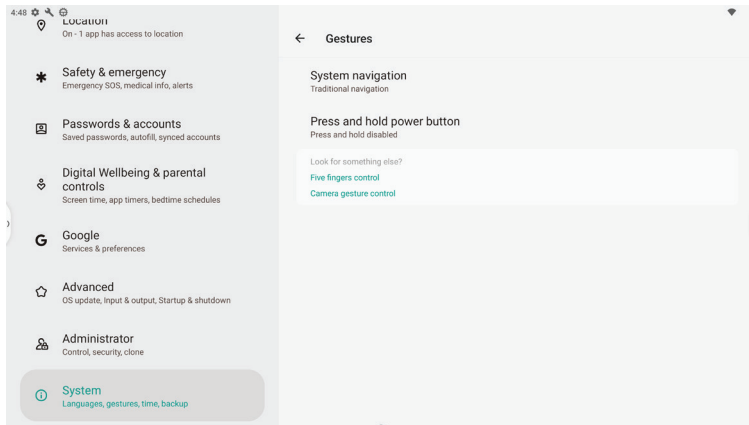 4:48
Location
On - 1 app has access to location
Safety & emergency
Emergency SOS, medical info, alerts
Passwords & accounts
Saved passwords, autofill, synced accounts
Digital Wellbeing & parental
controls
Screen time, app timers, bedtime schedules
Google
Services & preferences
Advanced
OS update, Input & output, Startup & shutdown
Administrator
Control, security, clone
System
Languages, gestures, time, backup
Gestures
System navigation
Traditional navigation
Press and hold power button
Press and hold disabled
Look for something else?
Five fingers control
Camera gesture control